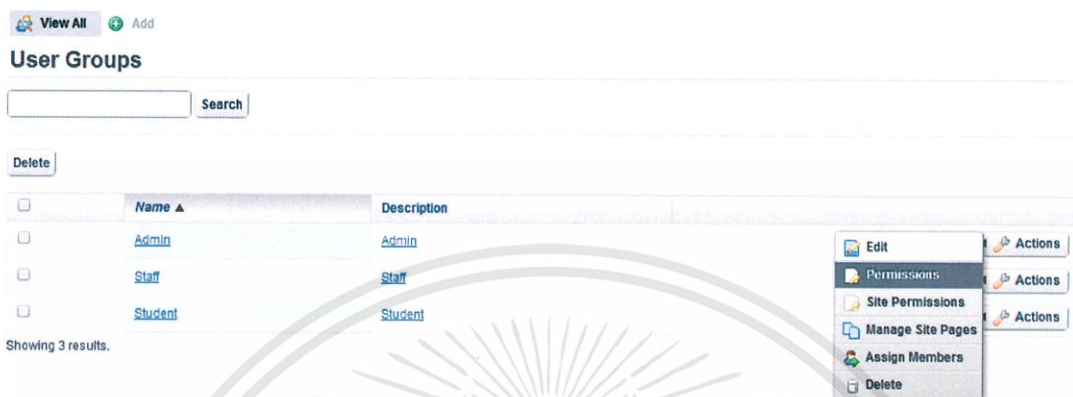 View All Add
User Groups
Search
Delete
Name ▲ Description
Admin Admin Actions
Staff Staff Actions
Student Student Actions
Showing 3 results.
Edit
Permissions
Site Permissions
Manage Site Pages
Assign Members
Delete